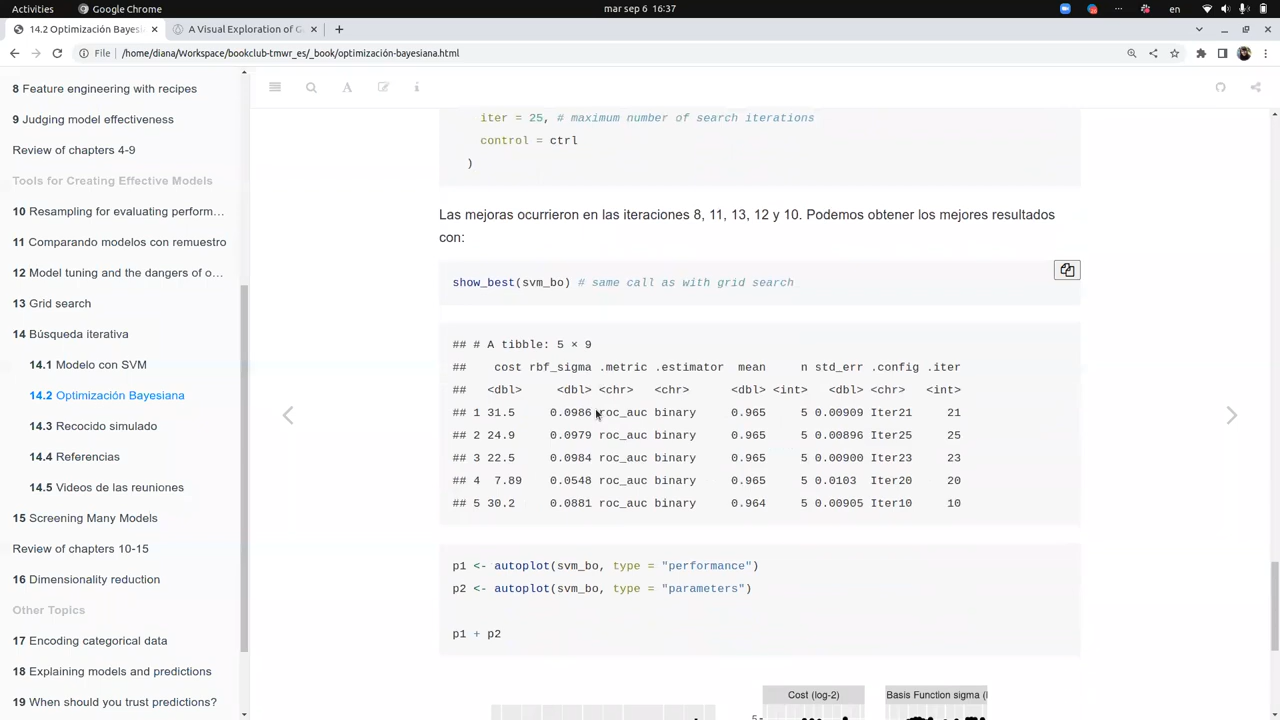 Activities
Google Chrome
mar sep 6 16:37
en
14.2 Optimización Bayes
A Visual Exploration of G
File
/home/diana/Workspace/bookclub-tmwr_es/_book/optimización-bayesiana.html
8 Feature engineering with recipes
9 Judging model effectiveness
Review of chapters 4-9
Tools for Creating Effective Models
10 Resampling for evaluating perform…
11 Comparando modelos con remuestro
12 Model tuning and the dangers of o…
13 Grid search
14 Búsqueda iterativa
14.1 Modelo con SVM
14.2 Optimización Bayesiana
14.3 Recocido simulado
14.4 Referencias
14.5 Videos de las reuniones
15 Screening Many Models
Review of chapters 10-15
16 Dimensionality reduction
Other Topics
17 Encoding categorical data
18 Explaining models and predictions
19 When should you trust predictions?
iter = 25, # maximum number of search iterations
control = ctrl
)
Las mejoras ocurrieron en las iteraciones 8, 11, 13, 12 y 10. Podemos obtener los mejores resultados
con:
show_best(svm_bo) # same call as with grid search
## # A tibble: 5 × 9
## cost rbf_sigma .metric .estimator mean n std_err .config .iter
## <dbl> <dbl> <chr> <chr> <dbl> <int> <dbl> <chr> <int>
## 1 31.5 0.0986 roc_auc binary 0.965 5 0.00909 Iter21 21
## 2 24.9 0.0979 roc_auc binary 0.965 5 0.00896 Iter25 25
## 3 22.5 0.0984 roc_auc binary 0.965 5 0.00900 Iter23 23
## 4 7.89 0.0548 roc_auc binary 0.965 5 0.0103 Iter20 20
## 5 30.2 0.0881 roc_auc binary 0.964 5 0.00905 Iter10 10
p1 <- autoplot(svm_bo, type = "performance")
p2 <- autoplot(svm_bo, type = "parameters")
p1 + p2
Cost (log-2)
Basis Function sigma (l
5